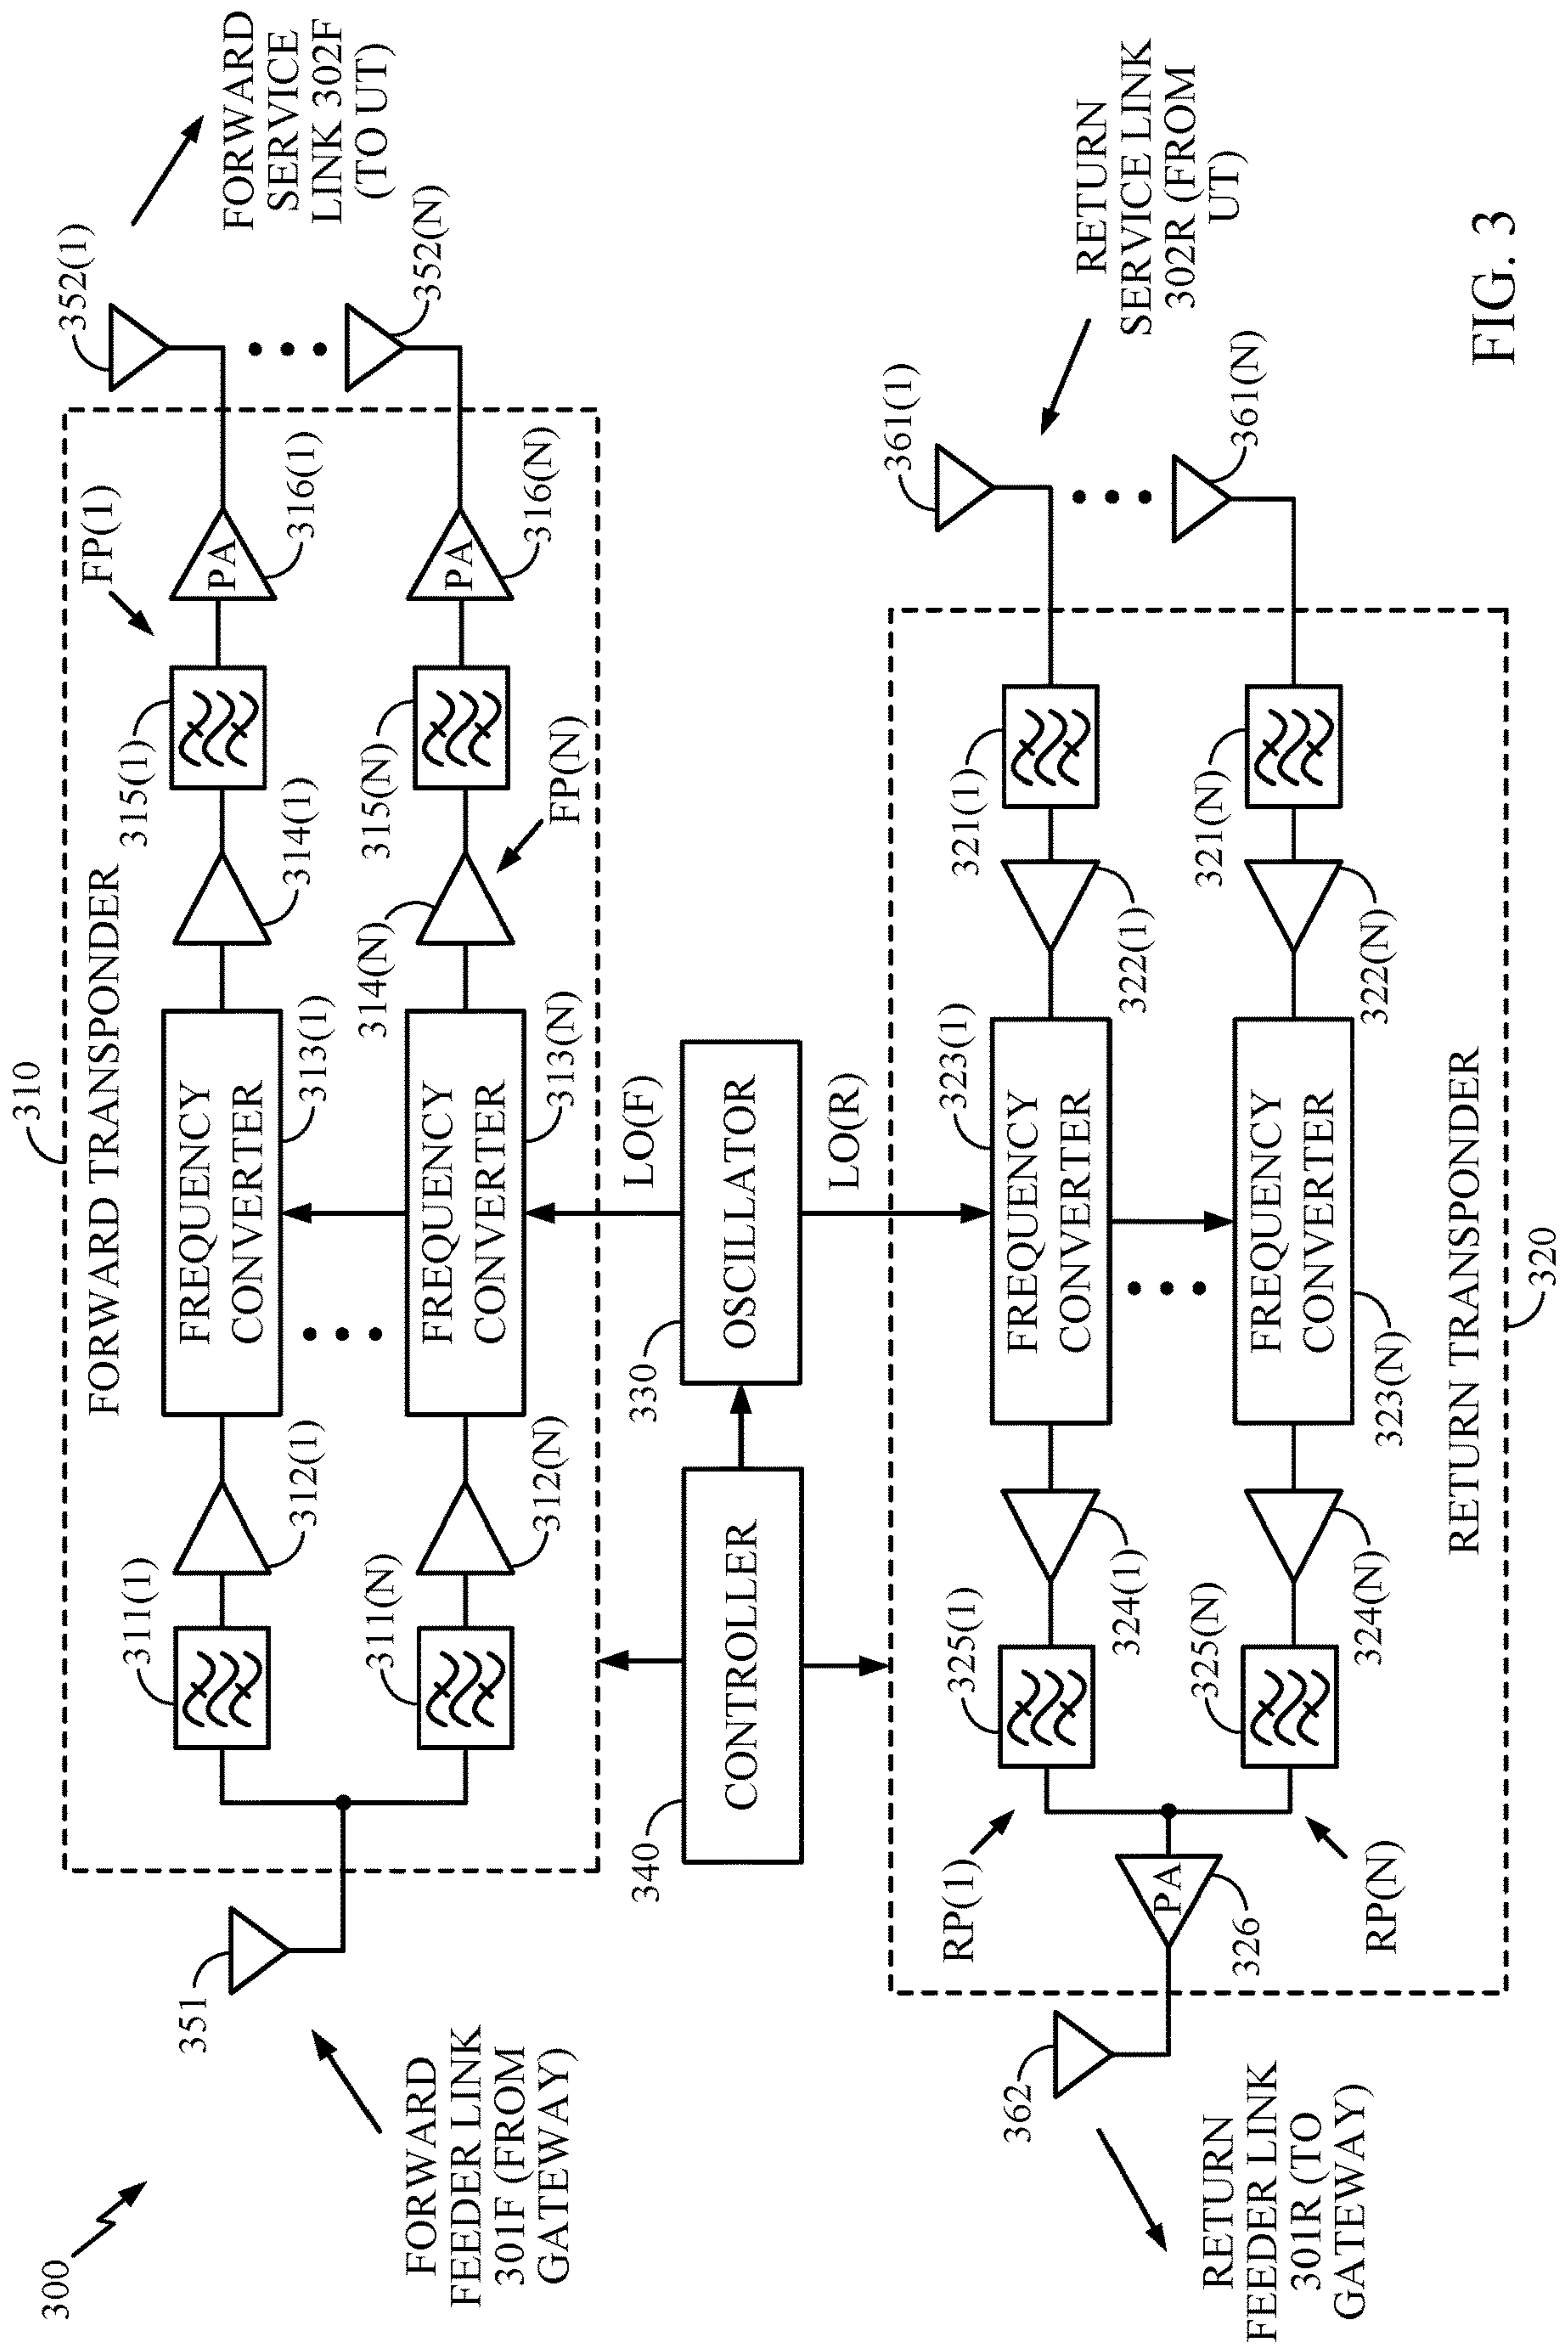 300
310
FORWARD TRANSPONDER
351
FORWARD
FEEDER LINK
301F (FROM
GATEWAY)
311(1)
312(1)
FREQUENCY
CONVERTER
313(1)
314(1)
315(1)
FP(1)
PA
316(1)
352(1)
FORWARD
SERVICE
LINK 302F
(TO UT)
311(N)
312(N)
FREQUENCY
CONVERTER
313(N)
314(N)
315(N)
FP(N)
PA
316(N)
352(N)
340
CONTROLLER
330
OSCILLATOR
LO(F)
LO(R)
362
RETURN
FEEDER LINK
301R (TO
GATEWAY)
PA
326
RP(1)
325(1)
324(1)
FREQUENCY
CONVERTER
323(1)
322(1)
321(1)
361(1)
RETURN
SERVICE LINK
302R (FROM
UT)
RP(N)
325(N)
324(N)
FREQUENCY
CONVERTER
323(N)
322(N)
321(N)
361(N)
RETURN TRANSPONDER
320
FIG. 3